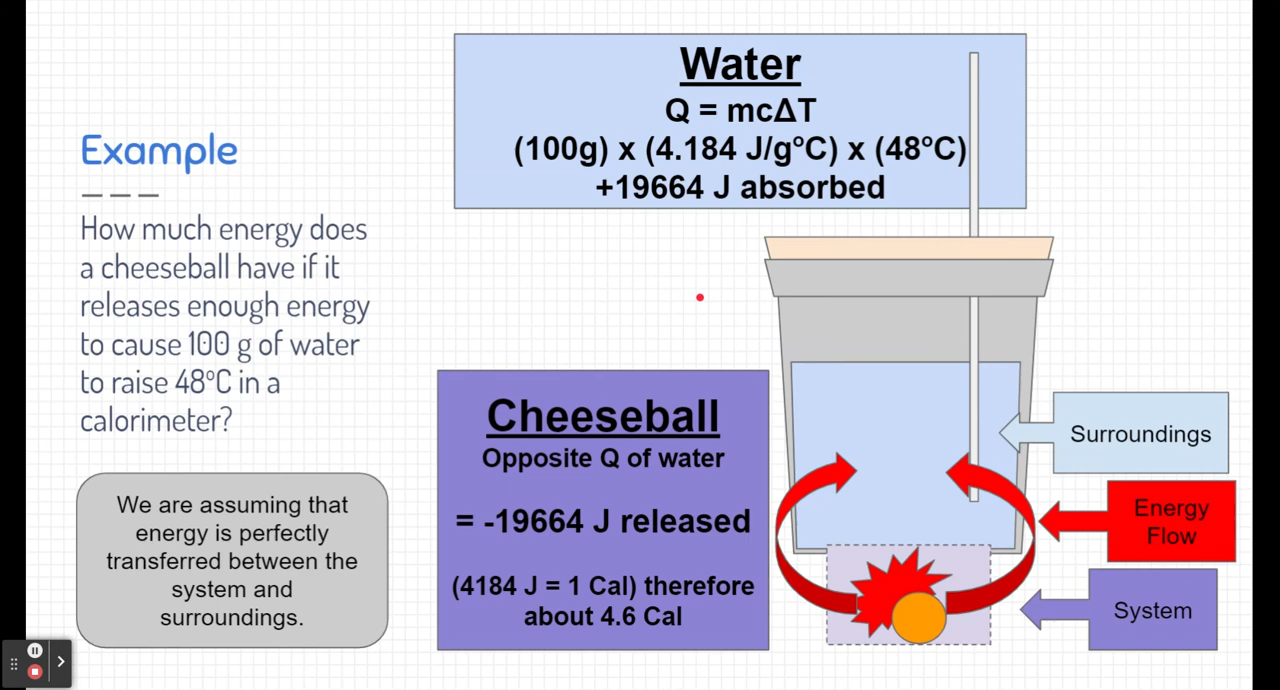 Example
How much energy does
a cheeseball have if it
releases enough energy
to cause 100 g of water
to raise 48ºC in a
calorimeter?
We are assuming that
energy is perfectly
transferred between the
system and
surroundings.
Water
Q = mcΔT
(100g) x (4.184 J/gºC) x (48ºC)
+19664 J absorbed
Cheeseball
Opposite Q of water
= -19664 J released
(4184 J = 1 Cal) therefore
about 4.6 Cal
Surroundings
Energy
Flow
System